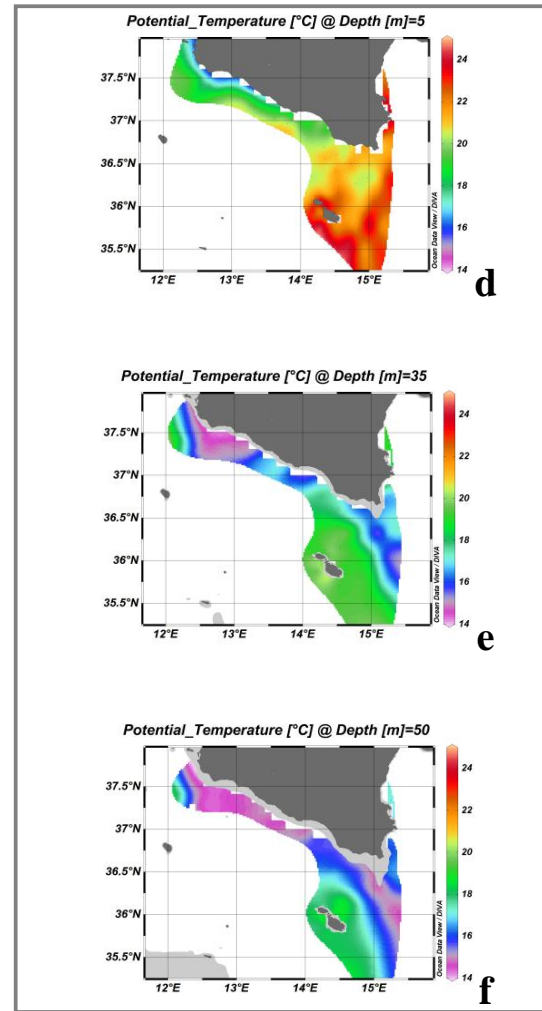 Potential_Temperature [°C] @ Depth [m]=5
37.5°N
37°N
36.5°N
36°N
35.5°N
12°E 13°E 14°E 15°E
24
22
20
18
16
14
Ocean Data View / DIVA
d
Potential_Temperature [°C] @ Depth [m]=35
37.5°N
37°N
36.5°N
36°N
35.5°N
12°E 13°E 14°E 15°E
24
22
20
18
16
14
Ocean Data View / DIVA
e
Potential_Temperature [°C] @ Depth [m]=50
37.5°N
37°N
36.5°N
36°N
35.5°N
12°E 13°E 14°E 15°E
24
22
20
18
16
14
Ocean Data View / DIVA
f